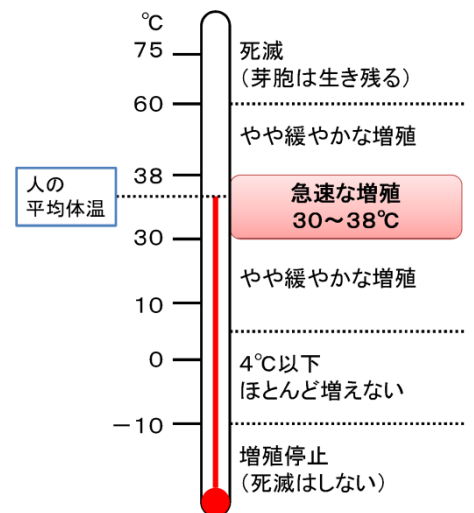 ℃
75
死滅
(芽胞は生き残る)
60
やや緩やかな増殖
38
人の
平均体温
急速な増殖
30～38℃
30
やや緩やかな増殖
10
0
4℃以下
ほとんど増えない
－10
増殖停止
(死滅はしない)